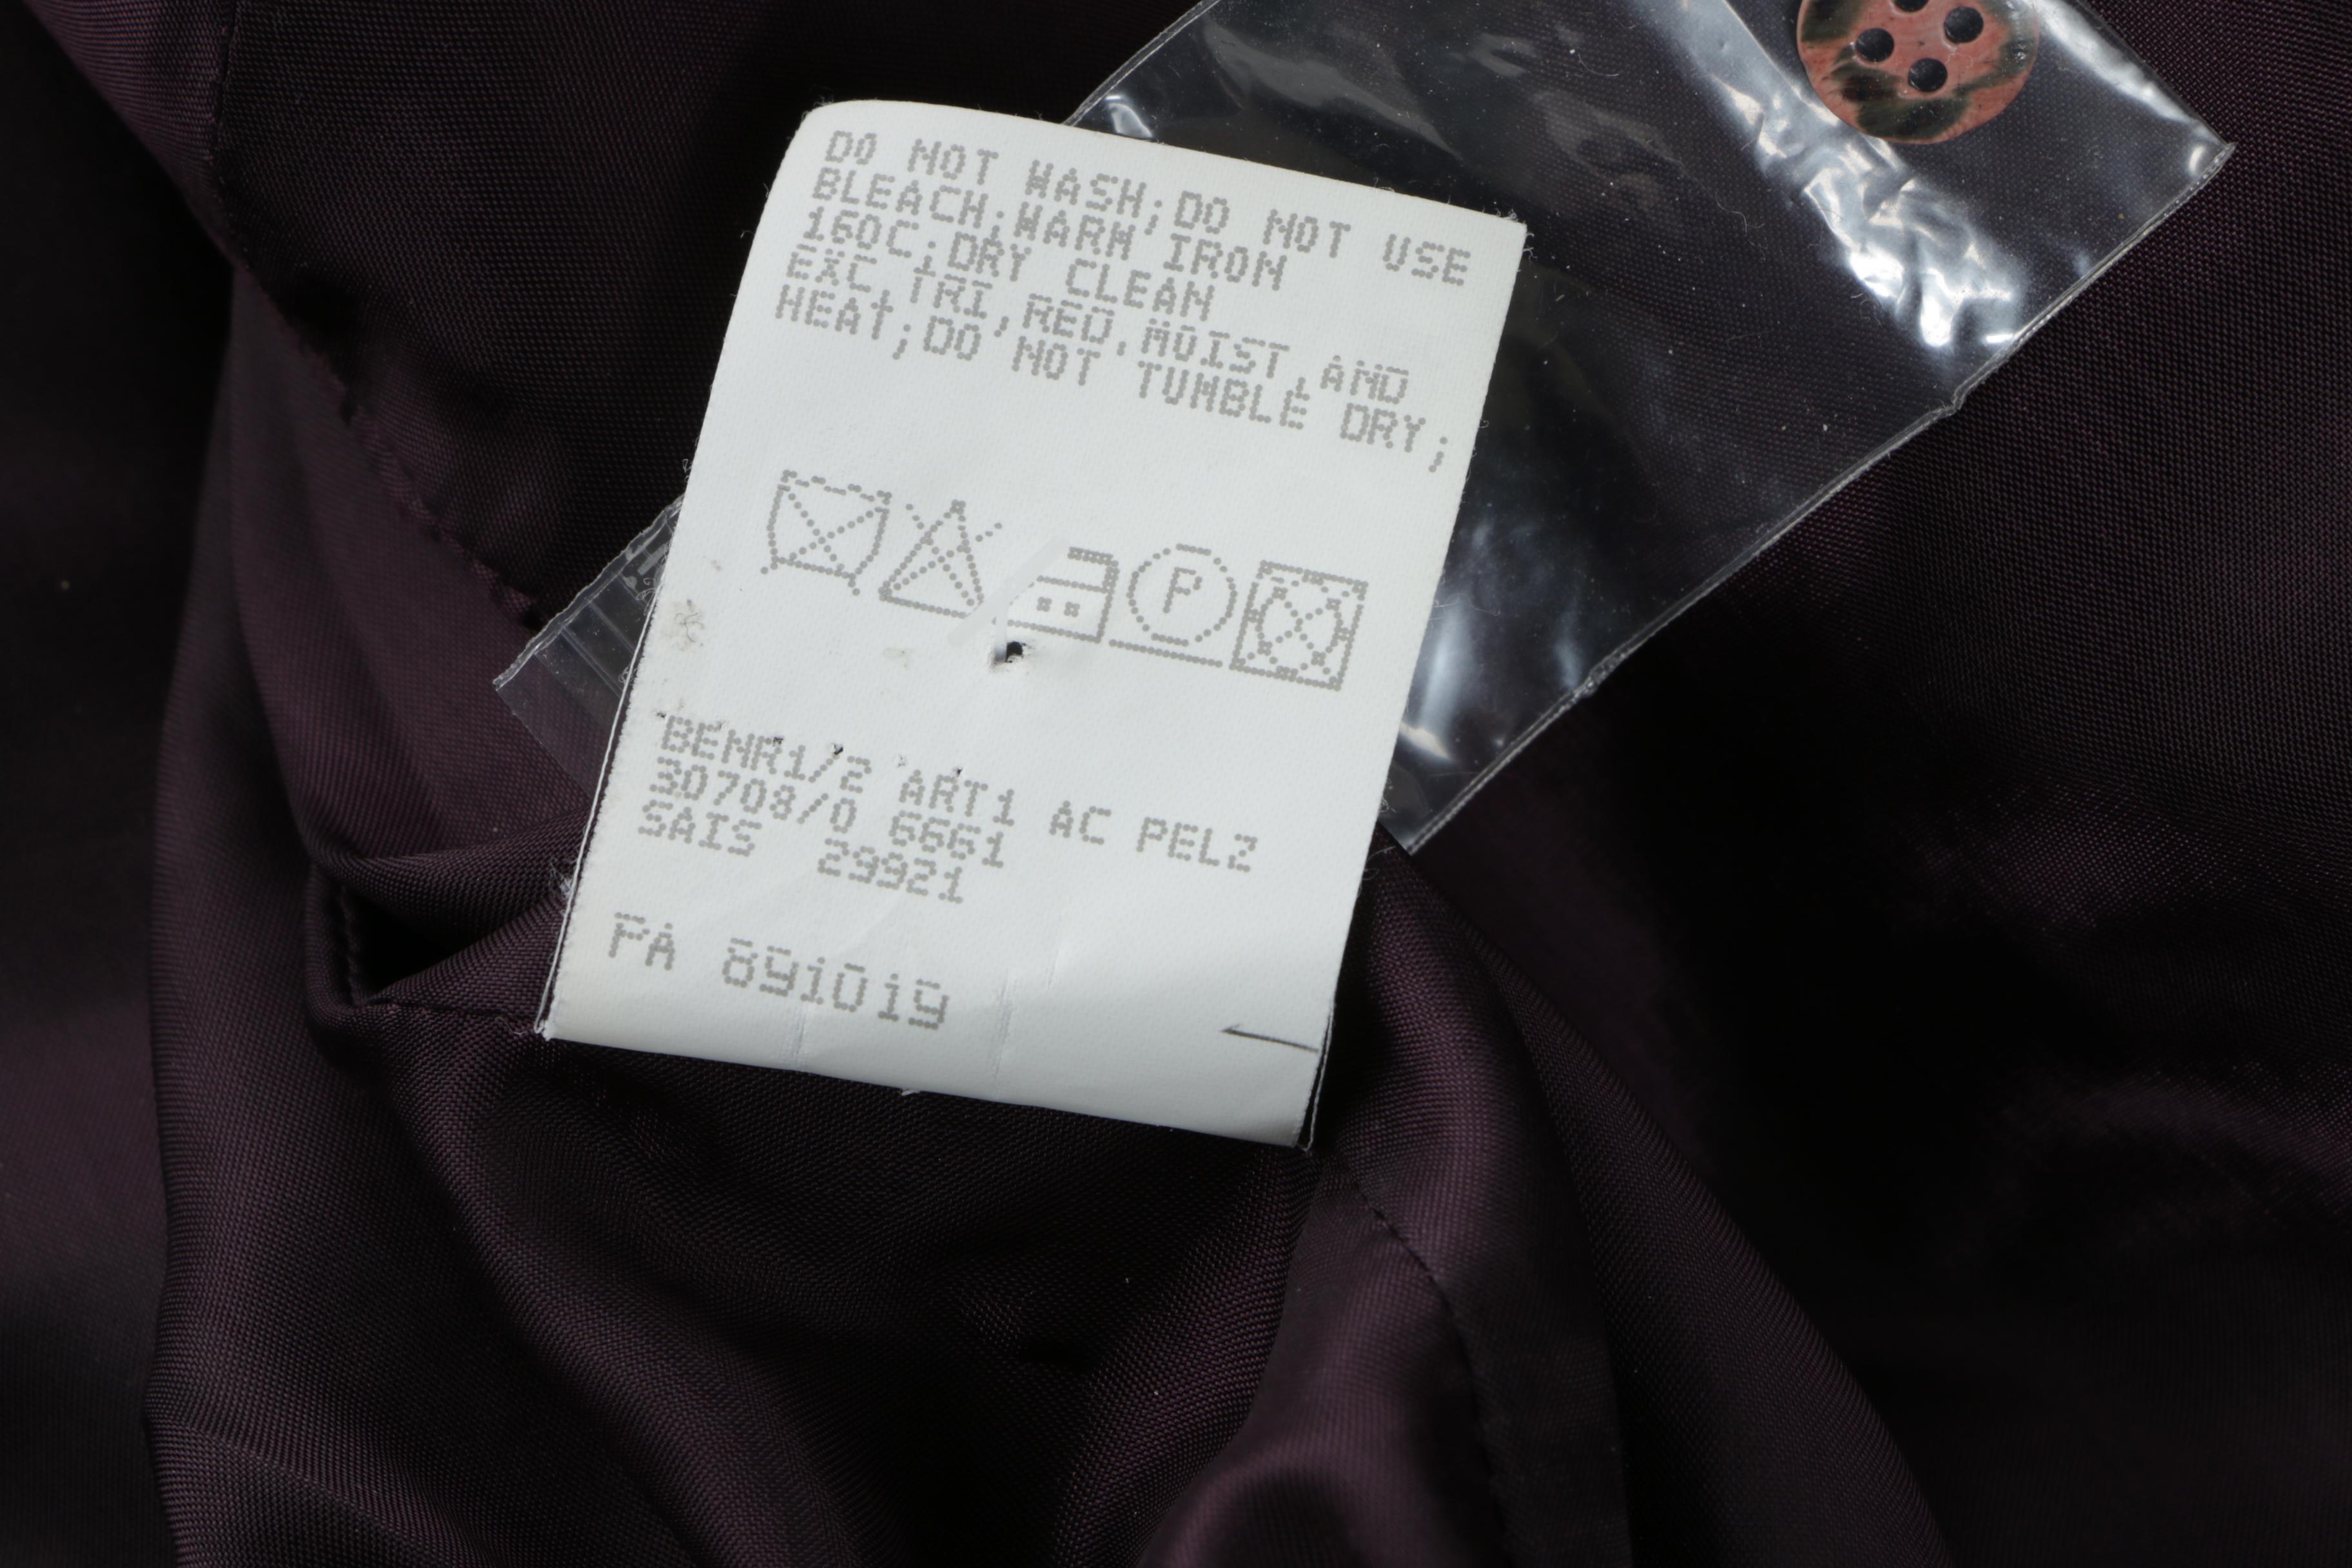 DO NOT WASH;DO NOT USE
BLEACH;WARM IRON
160C;DRY CLEAN
EXC.TRI,RED.MOIST.AND
HEAT;DO NOT TUMBLE DRY;
P
BENR1/2 ART1 AC PELZ
30708/0 6661
SAIS 29921
PA 891019